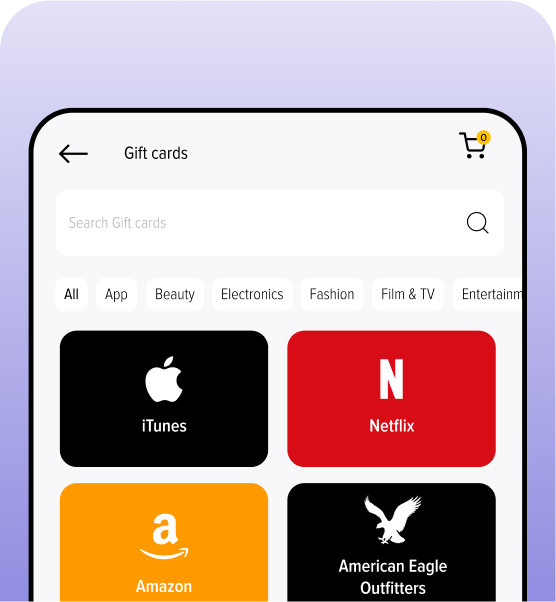 Gift cards
0
Search Gift cards
All App Beauty Electronics Fashion Film & TV Entertainm
iTunes
N
Netflix
a
Amazon
American Eagle
Outfitters